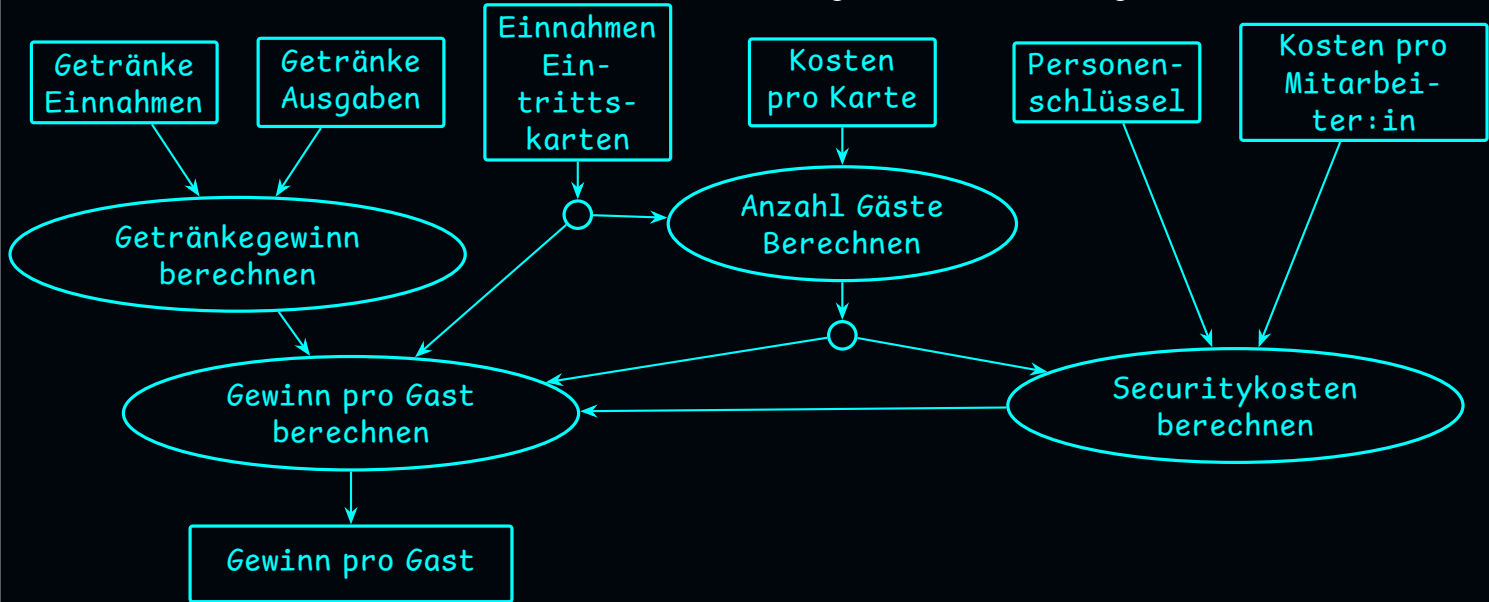 Getränke
Einnahmen
Getränke
Ausgaben
Einnahmen
Ein-
tritts-
karten
Kosten
pro Karte
Personen-
schlüssel
Kosten pro
Mitarbei-
ter:in
Getränkegewinn
berechnen
Anzahl Gäste
Berechnen
Gewinn pro Gast
berechnen
Securitykosten
berechnen
Gewinn pro Gast